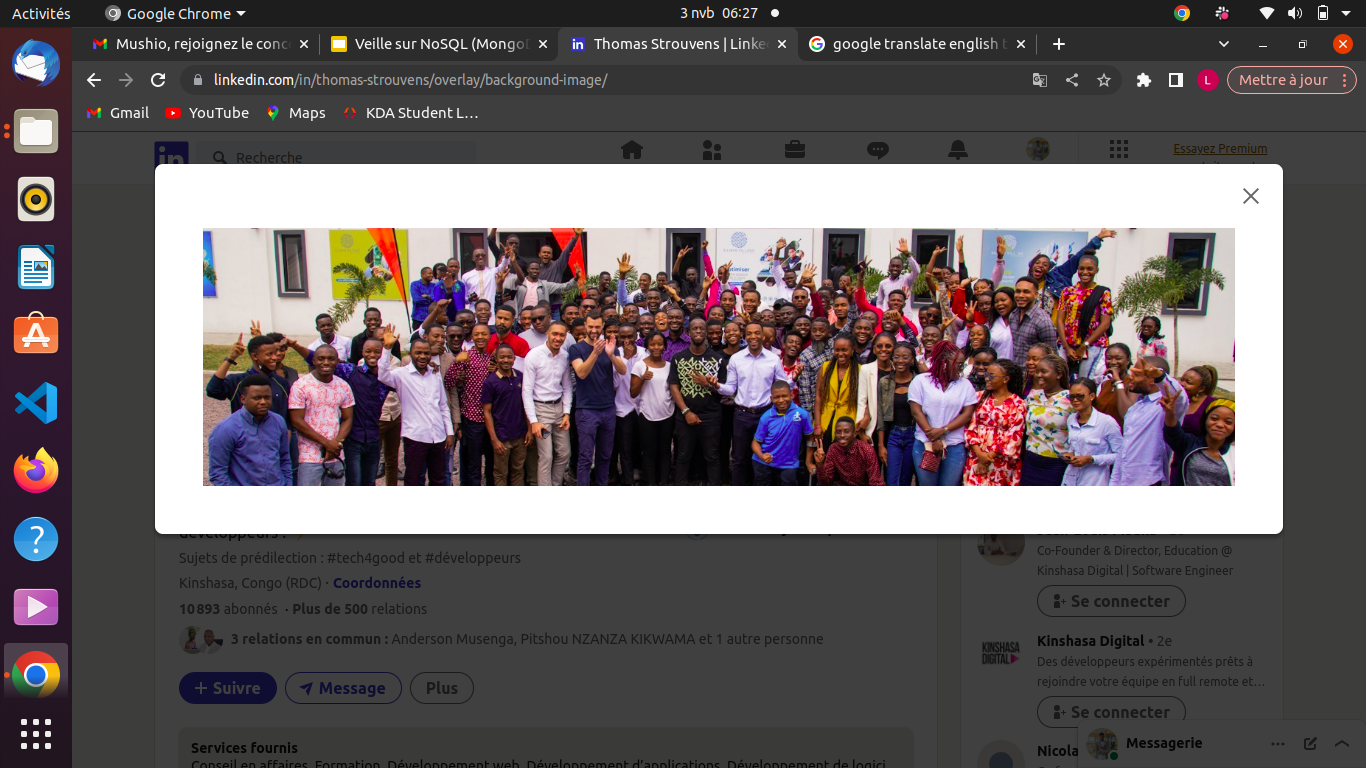 Activités
Google Chrome
3 nvb 06:27
Mushio, rejoignez le conc
Veille sur NoSQL (Mongo
Thomas Strouvens | Linke
google translate english t
linkedin.com/in/thomas-strouvens/overlay/background-image/
L
Mettre à jour
Gmail
YouTube
Maps
KDA Student L…
in
Recherche
Essayez Premium
développeurs !
Sujets de prédilection : #tech4good et #développeurs
Kinshasa, Congo (RDC) · Coordonnées
10 893 abonnés · Plus de 500 relations
3 relations en commun : Anderson Musenga, Pitshou NZANZA KIKWAMA et 1 autre personne
+ Suivre
Message
Plus
Services fournis
Conseil en affaires, Formation, Développement web, Développement d'applications, Développement de logici
Co-Founder & Director, Education @
Kinshasa Digital | Software Engineer
Se connecter
KINSHASA
DIGITAL
Kinshasa Digital • 2e
Des développeurs expérimentés prêts à
rejoindre votre équipe en full remote et…
Se connecter
Nicola
Messagerie